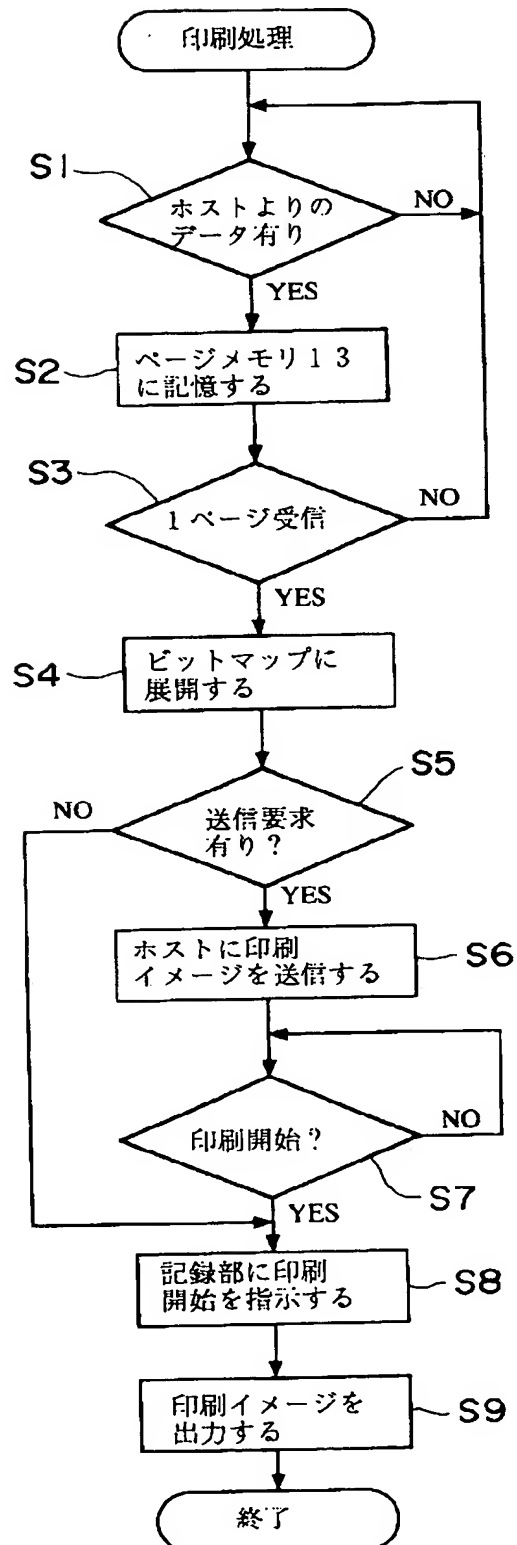 印刷処理
S1
ホストよりの
データ有り
NO
YES
S2
ページメモリ13
に記憶する
S3
1ページ受信
NO
YES
S4
ビットマップに
展開する
S5
NO
送信要求
有り?
YES
ホストに印刷
イメージを送信する
S6
印刷開始?
NO
S7
YES
記録部に印刷
開始を指示する
S8
印刷イメージを
出力する
S9
終了